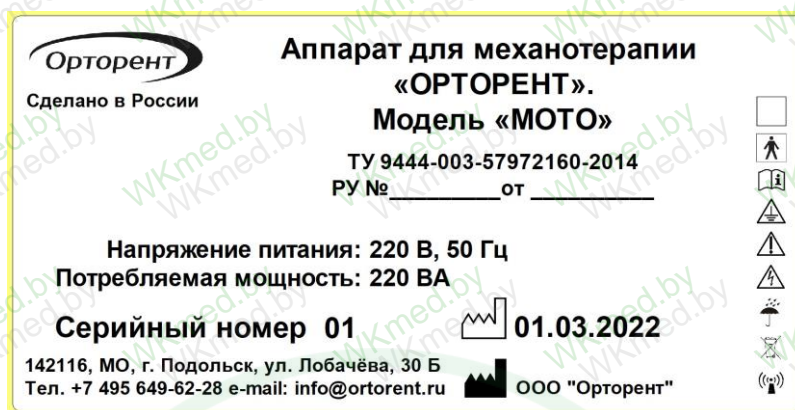 Орторент
Сделано в России
Аппарат для механотерапии
«ОРТОРЕНТ».
Модель «МОТО»
ТУ 9444-003-57972160-2014
РУ №_________от __________
Напряжение питания: 220 В, 50 Гц
Потребляемая мощность: 220 ВА
Серийный номер 01
01.03.2022
142116, МО, г. Подольск, ул. Лобачёва, 30 Б
Тел. +7 495 649-62-28 e-mail: info@ortorent.ru
ООО "Орторент"
WKmed.by